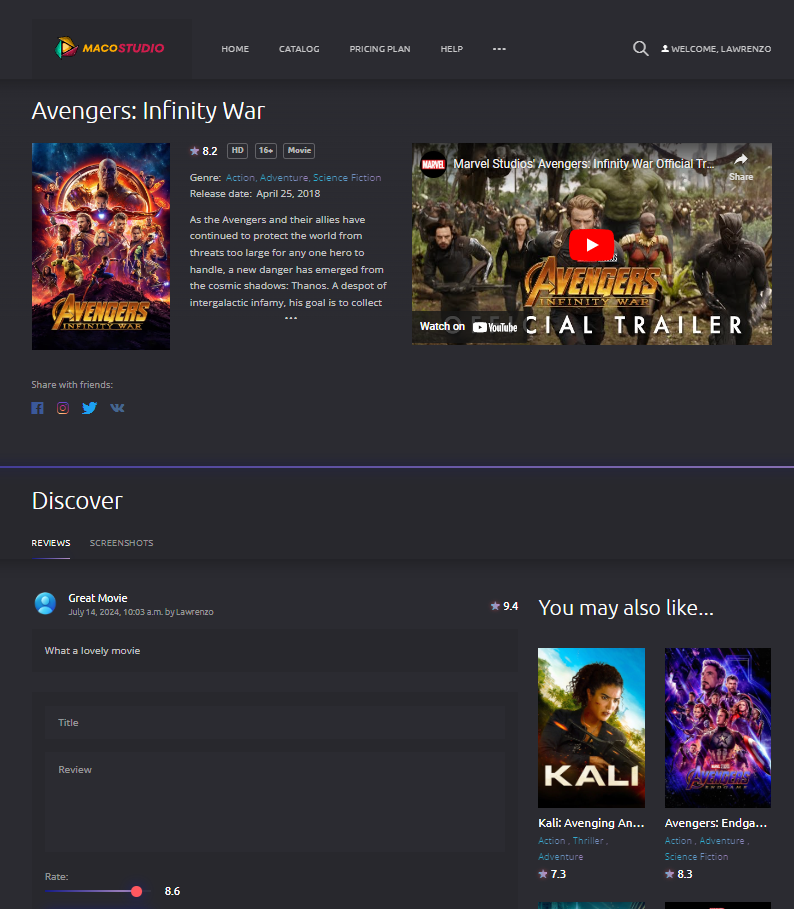 MACOSTUDIO
HOME
CATALOG
PRICING PLAN
HELP
WELCOME, LAWRENZO
Avengers: Infinity War
8.2
HD
16+
Movie
Genre: Action, Adventure, Science Fiction
Release date: April 25, 2018
As the Avengers and their allies have
continued to protect the world from
threats too large for any one hero to
handle, a new danger has emerged from
the cosmic shadows: Thanos. A despot of
intergalactic infamy, his goal is to collect
...
AVENGERS
INFINITY WAR
MARVEL
Marvel Studios' Avengers: Infinity War Official Tr...
Share
AVENGERS
INFINITY WAR
OFFICIAL TRAILER
Watch on YouTube
Share with friends:
Discover
REVIEWS
SCREENSHOTS
Great Movie
July 14, 2024, 10:03 a.m. by Lawrenzo
9.4
What a lovely movie
Title
Review
Rate:
8.6
You may also like...
KALI
Kali: Avenging An...
Action , Thriller ,
Adventure
7.3
AVENGERS
ENDGAME
Avengers: Endga...
Action , Adventure ,
Science Fiction
8.3